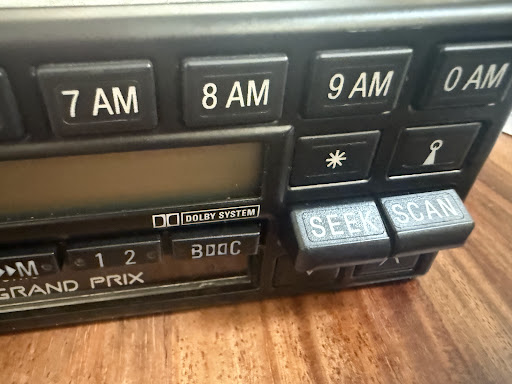 7 AM 8 AM 9 AM 0 AM
*
DOLBY SYSTEM
SEEK SCAN
M 1 2 B C
GRAND PRIX